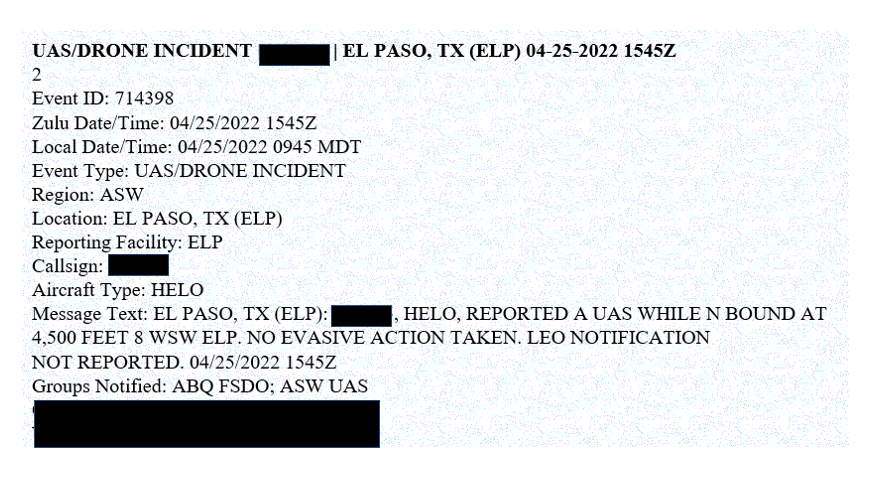 UAS/DRONE INCIDENT | EL PASO, TX (ELP) 04-25-2022 1545Z
2
Event ID: 714398
Zulu Date/Time: 04/25/2022 1545Z
Local Date/Time: 04/25/2022 0945 MDT
Event Type: UAS/DRONE INCIDENT
Region: ASW
Location: EL PASO, TX (ELP)
Reporting Facility: ELP
Callsign:
Aircraft Type: HELO
Message Text: EL PASO, TX (ELP): , HELO, REPORTED A UAS WHILE N BOUND AT
4,500 FEET 8 WSW ELP. NO EVASIVE ACTION TAKEN. LEO NOTIFICATION
NOT REPORTED. 04/25/2022 1545Z
Groups Notified: ABQ FSDO; ASW UAS